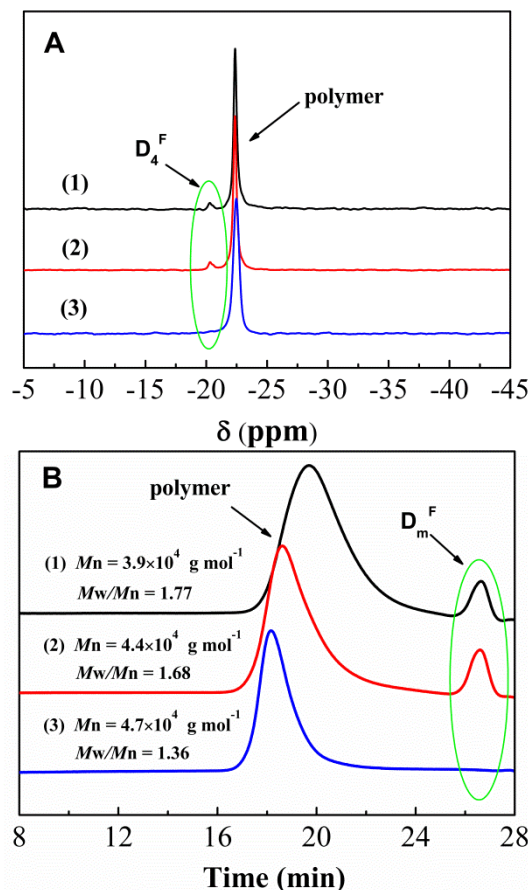 A
polymer
D4F
(1)
(2)
(3)
-5 -10 -15 -20 -25 -30 -35 -40 -45
δ (ppm)
B
polymer
DmF
(1) Mn = 3.9×10⁴ g mol⁻¹
Mw/Mn = 1.77
(2) Mn = 4.4×10⁴ g mol⁻¹
Mw/Mn = 1.68
(3) Mn = 4.7×10⁴ g mol⁻¹
Mw/Mn = 1.36
8 12 16 20 24 28
Time (min)